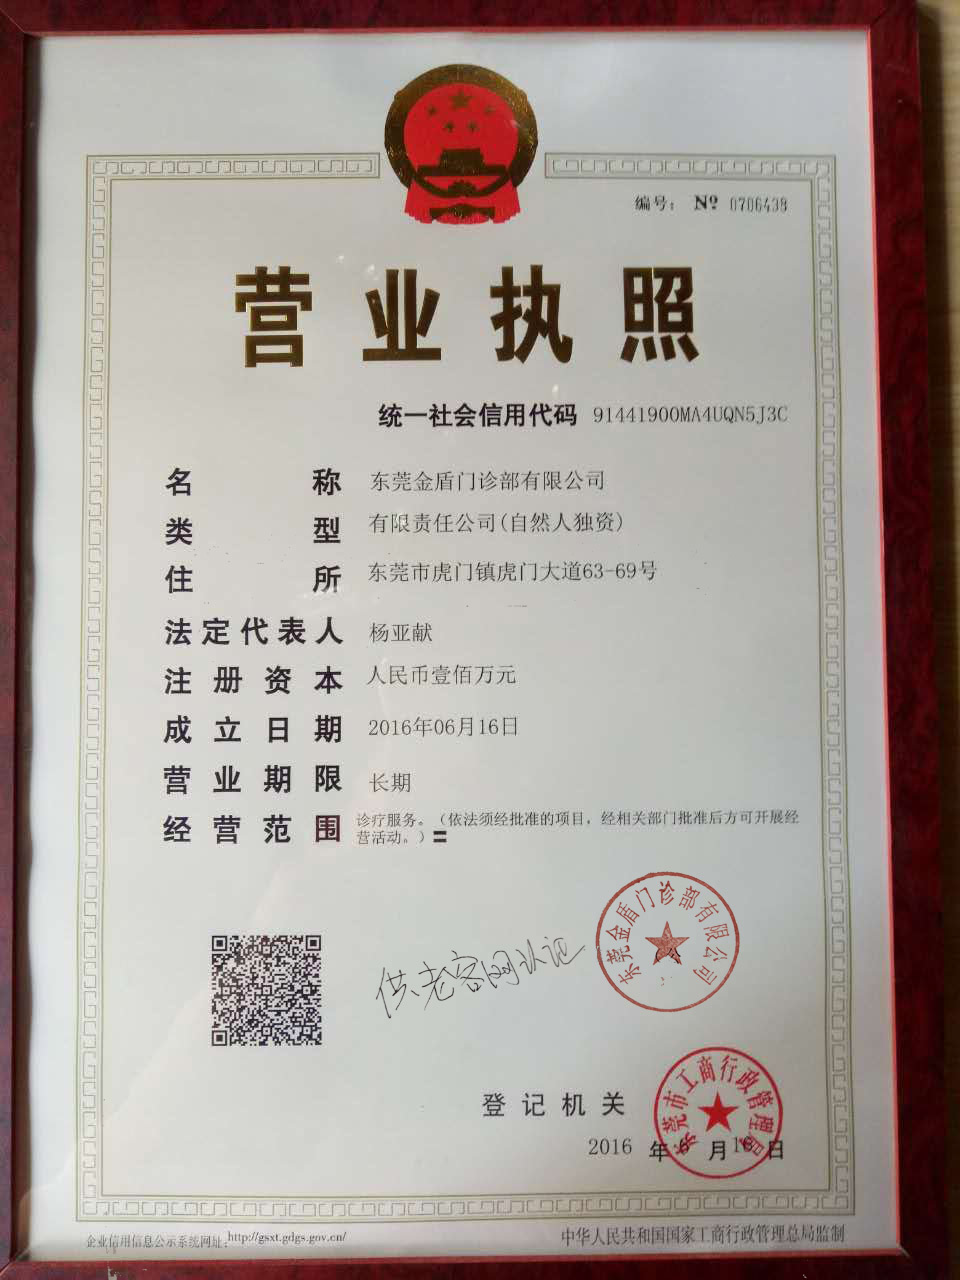 编号： № 0706438
营业执照
统一社会信用代码 91441900MA4UQN5J3C
名称 东莞金盾门诊部有限公司
类型 有限责任公司(自然人独资)
住所 东莞市虎门镇虎门大道63-69号
法定代表人 杨亚献
注册资本 人民币壹佰万元
成立日期 2016年06月16日
营业期限 长期
经营范围 诊疗服务。（依法须经批准的项目，经相关部门批准后方可开展经
营活动。）〓
东莞金盾门诊部有限公司
供老客网认证
登记机关
东莞市工商行政管理局
2016 年 6 月 16 日
企业信用信息公示系统网址：http://gsxt.gdgs.gov.cn/
中华人民共和国国家工商行政管理总局监制